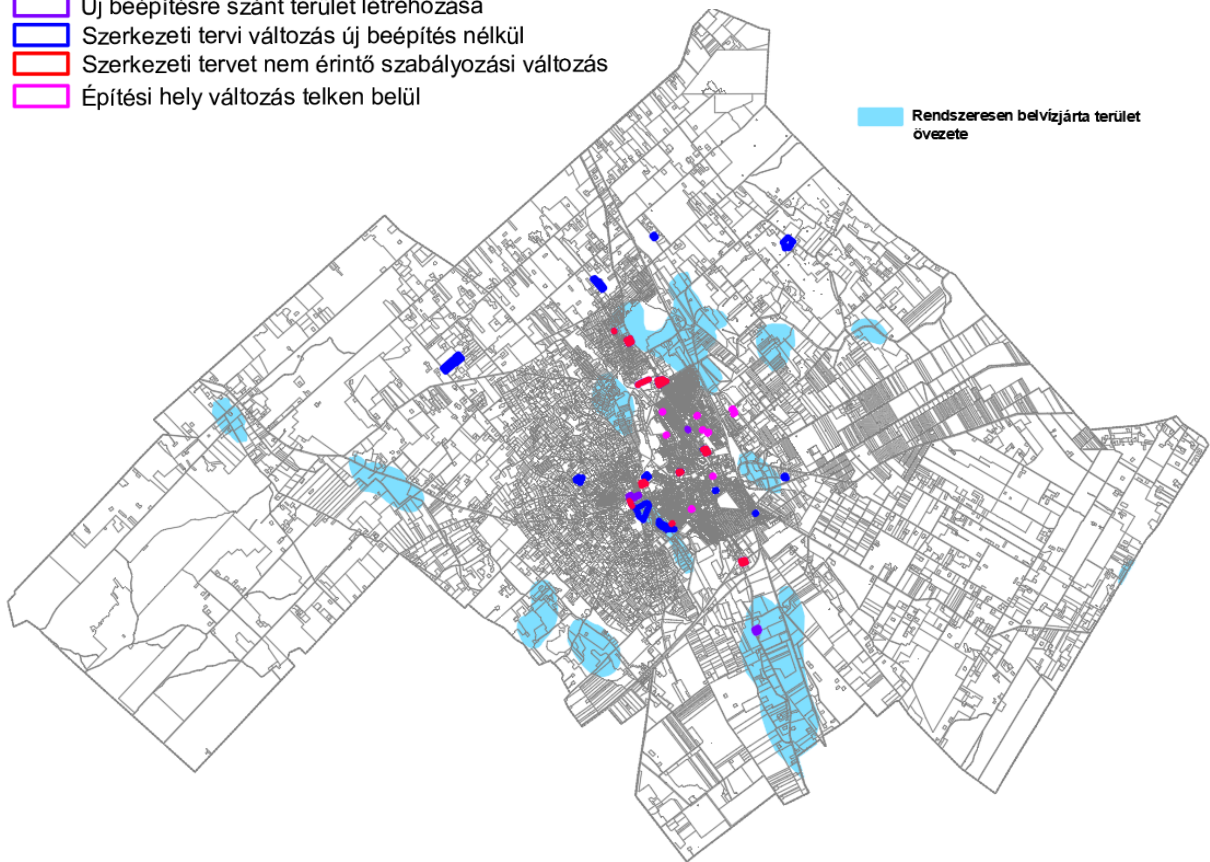 Új beépítésre szánt terület létrehozása
Szerkezeti tervi változás új beépítés nélkül
Szerkezeti tervet nem érintő szabályozási változás
Építési hely változás telken belül
Rendszeresen belvízjárta terület
övezete